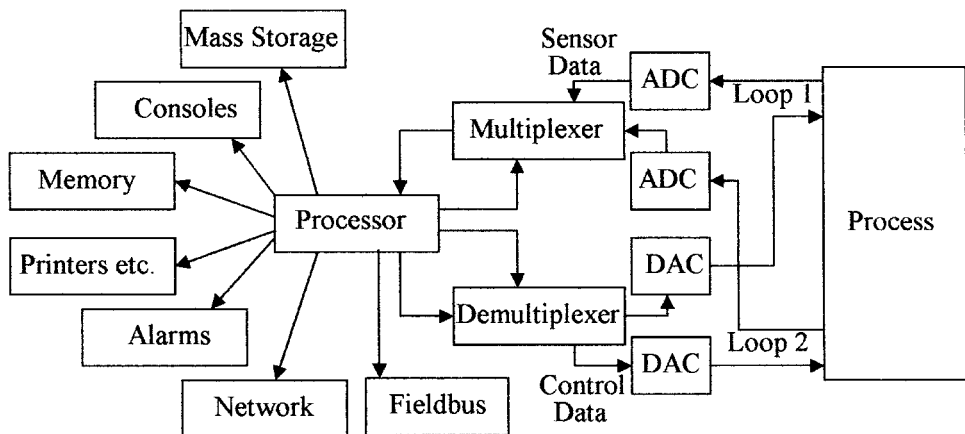 Mass Storage
Sensor
Data
ADC
Loop 1
Consoles
Multiplexer
Memory
ADC
Processor
Process
Printers etc.
DAC
Demultiplexer
Alarms
Loop 2
DAC
Control
Data
Network
Fieldbus